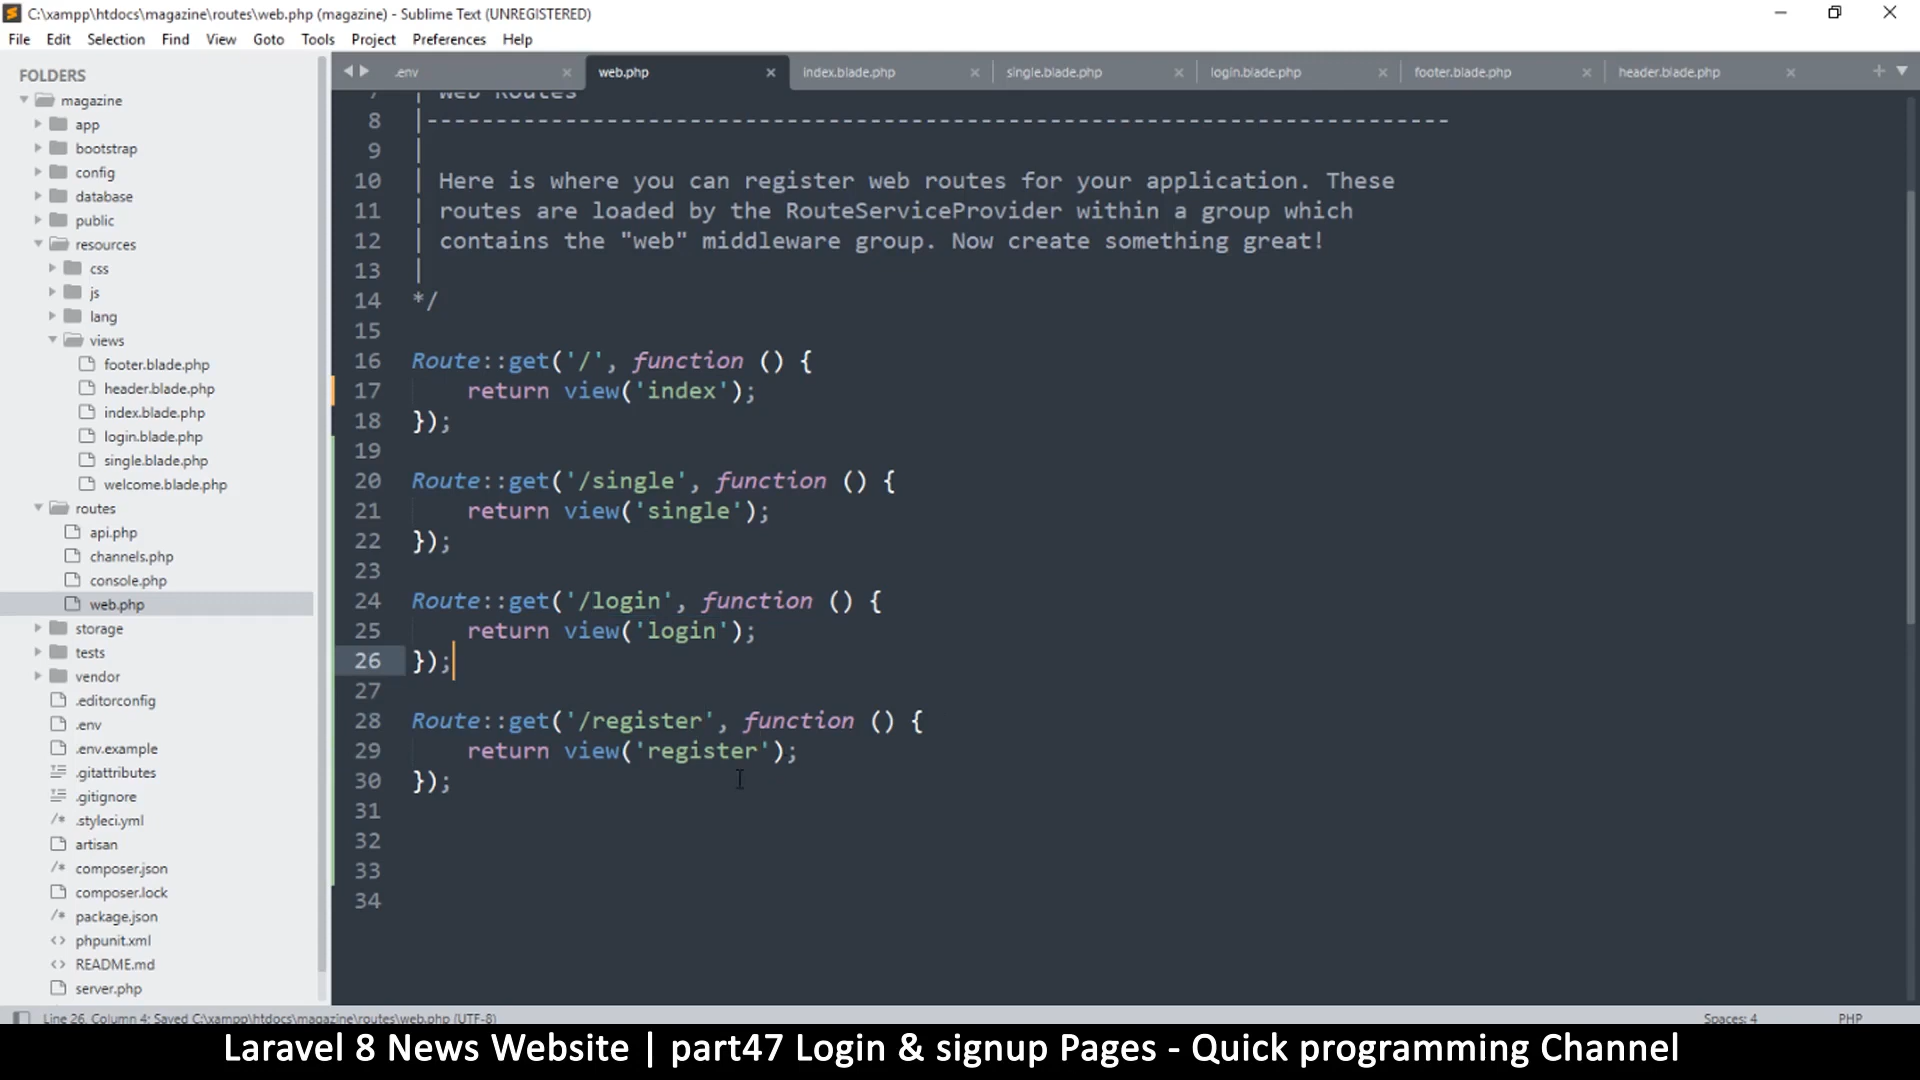 C:\xampp\htdocs\magazine\routes\web.php (magazine) - Sublime Text (UNREGISTERED)
File Edit Selection Find View Goto Tools Project Preferences Help
FOLDERS
magazine
app
bootstrap
config
database
public
resources
css
js
lang
views
footer.blade.php
header.blade.php
index.blade.php
login.blade.php
single.blade.php
welcome.blade.php
routes
api.php
channels.php
console.php
web.php
storage
tests
vendor
.editorconfig
.env
.env.example
.gitattributes
.gitignore
.styleci.yml
artisan
composer.json
composer.lock
package.json
phpunit.xml
README.md
server.php
.env web.php index.blade.php single.blade.php login.blade.php footer.blade.php header.blade.php
7 | Web Routes
8 |--------------------------------------------------------------------------
9 |
10 | Here is where you can register web routes for your application. These
11 | routes are loaded by the RouteServiceProvider within a group which
12 | contains the "web" middleware group. Now create something great!
13 |
14 */
15
16 Route::get('/', function () {
17     return view('index');
18 });
19
20 Route::get('/single', function () {
21     return view('single');
22 });
23
24 Route::get('/login', function () {
25     return view('login');
26 });
27
28 Route::get('/register', function () {
29     return view('register');
30 });
31
32
33
34
Line 26, Column 4; Saved C:\xampp\htdocs\magazine\routes\web.php (UTF-8) Spaces: 4 PHP
Laravel 8 News Website | part47 Login & signup Pages - Quick programming Channel